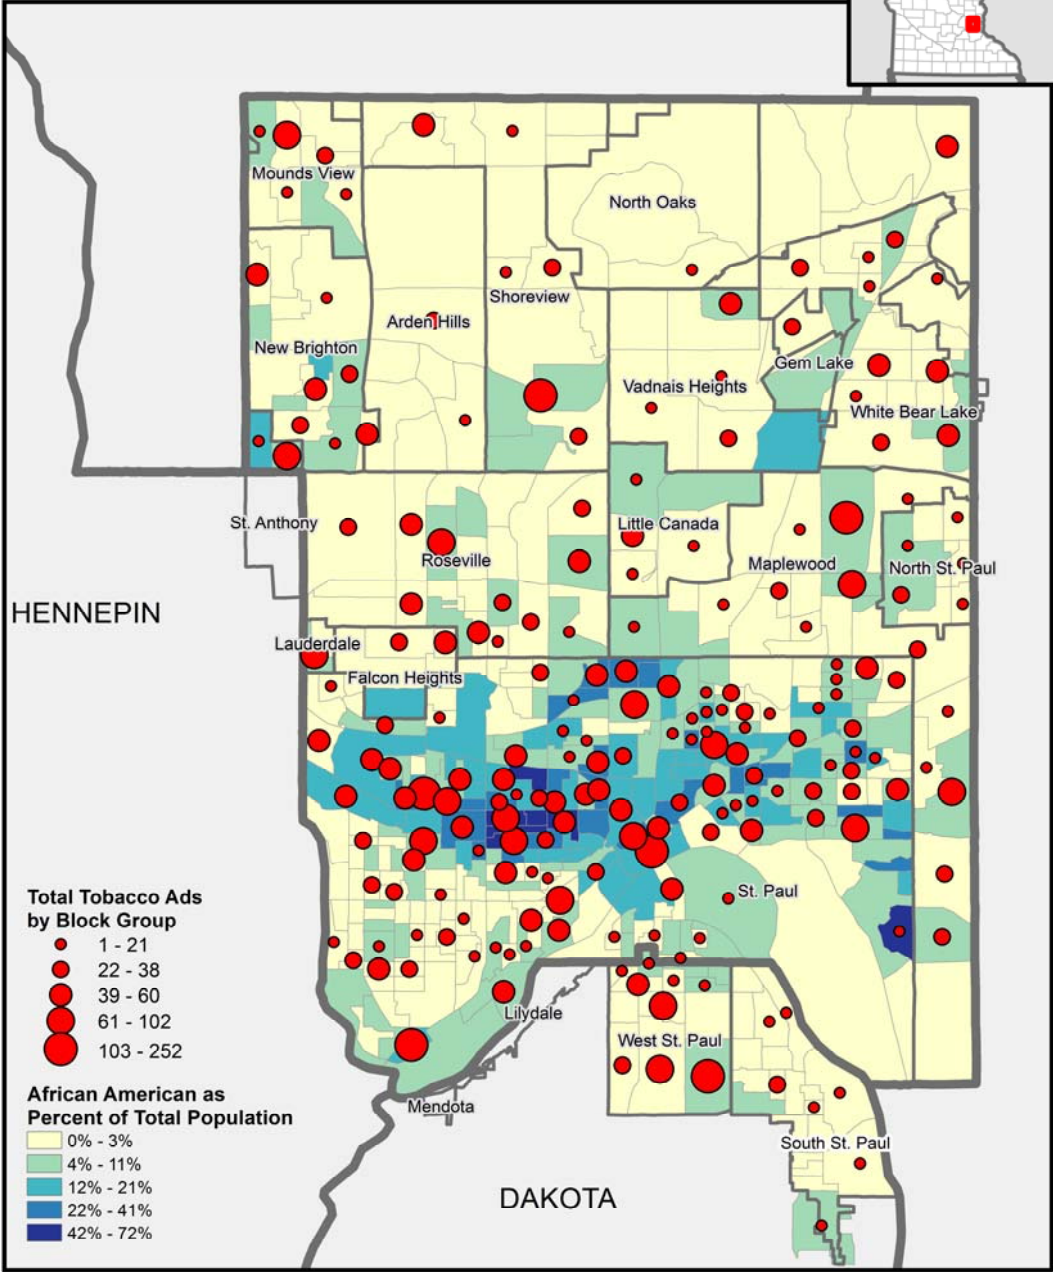 Mounds View
North Oaks
Shoreview
Arden Hills
New Brighton
Gem Lake
Vadnais Heights
White Bear Lake
St. Anthony
Little Canada
Roseville
Maplewood
North St. Paul
HENNEPIN
Lauderdale
Falcon Heights
St. Paul
Total Tobacco Ads
by Block Group
1 - 21
22 - 38
39 - 60
61 - 102
103 - 252
Lilydale
West St. Paul
African American as
Percent of Total Population
0% - 3%
4% - 11%
12% - 21%
22% - 41%
42% - 72%
Mendota
South St. Paul
DAKOTA